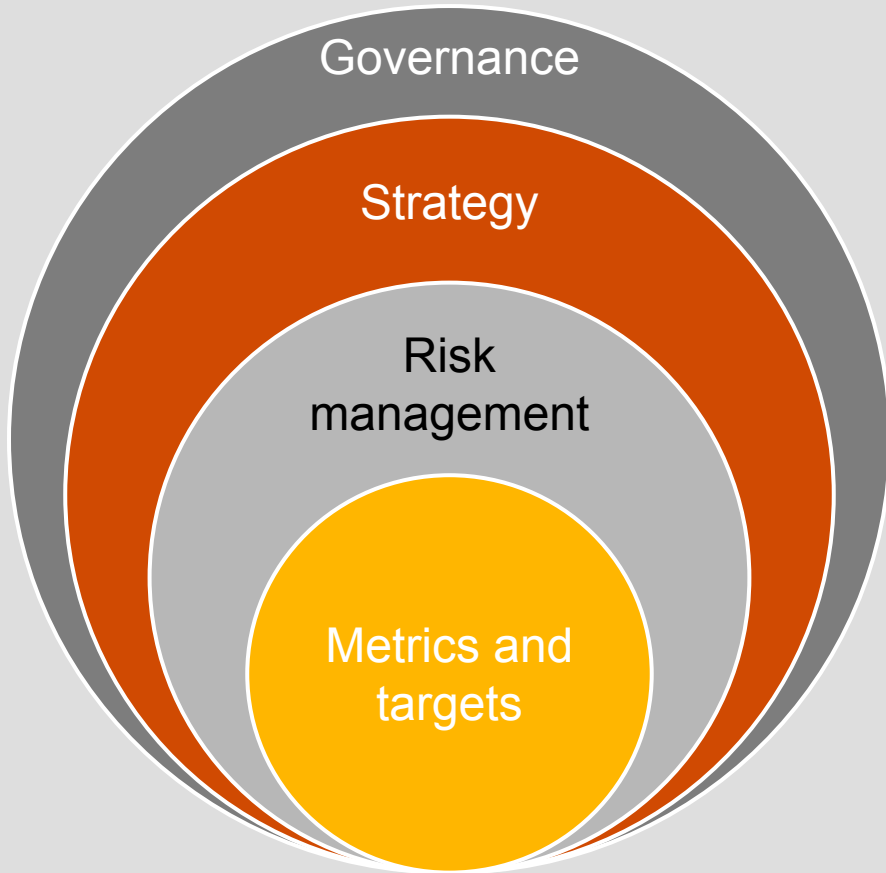 Governance
Strategy
Risk
management
Metrics and
targets